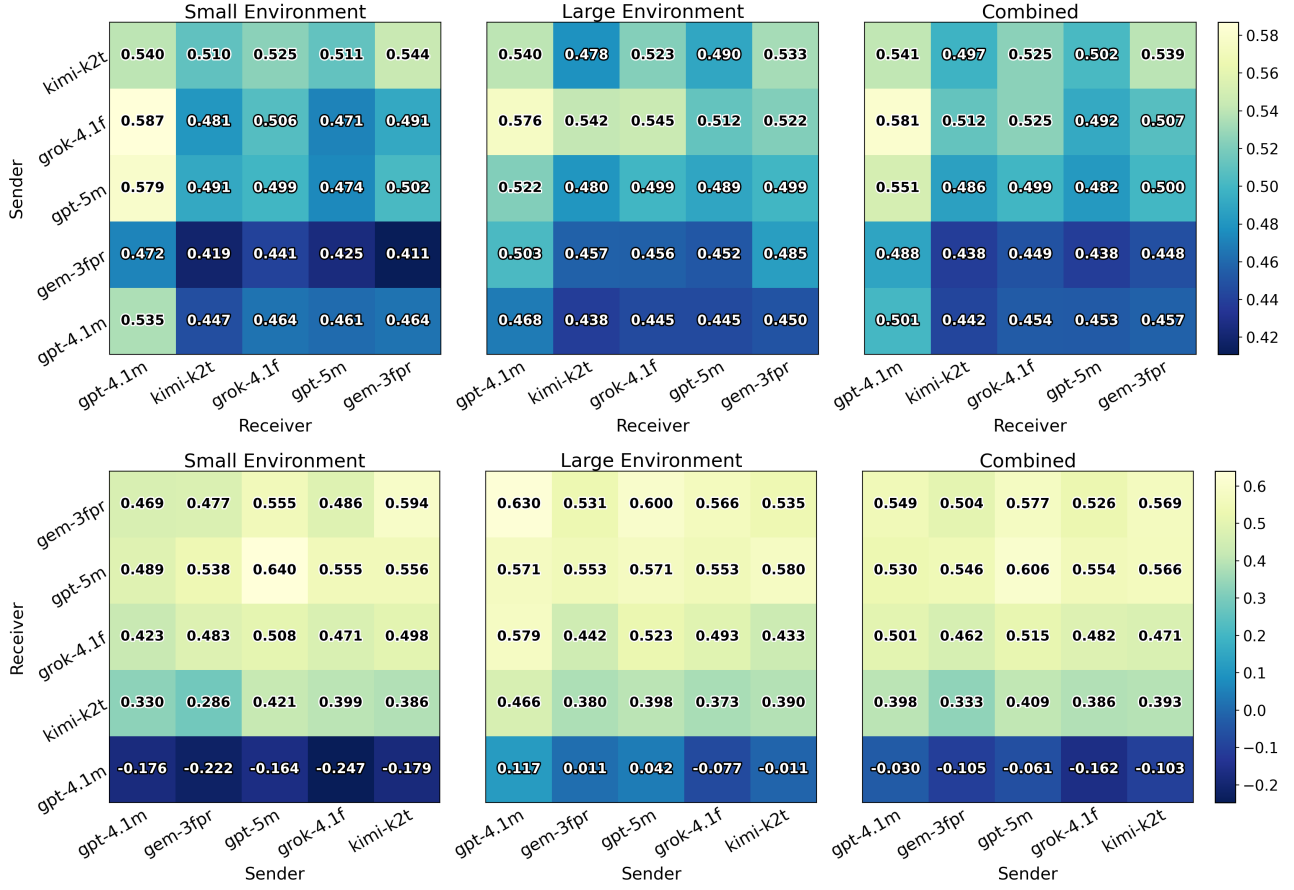 Small Environment Large Environment Combined
kimi-k2t 0.540 0.510 0.525 0.511 0.544 0.540 0.478 0.523 0.490 0.533 0.541 0.497 0.525 0.502 0.539 0.58
0.56
grok-4.1f 0.587 0.481 0.506 0.471 0.491 0.576 0.542 0.545 0.512 0.522 0.581 0.512 0.525 0.492 0.507 0.54
0.52
Sender
gpt-5m 0.579 0.491 0.499 0.474 0.502 0.522 0.480 0.499 0.489 0.499 0.551 0.486 0.499 0.482 0.500 0.50
0.48
gem-3fpr 0.472 0.419 0.441 0.425 0.411 0.503 0.457 0.456 0.452 0.485 0.488 0.438 0.449 0.438 0.448 0.46
0.44
gpt-4.1m 0.535 0.447 0.464 0.461 0.464 0.468 0.438 0.445 0.445 0.450 0.501 0.442 0.454 0.453 0.457 0.42
gpt-4.1m kimi-k2t grok-4.1f gpt-5m gem-3fpr gpt-4.1m kimi-k2t grok-4.1f gpt-5m gem-3fpr gpt-4.1m kimi-k2t grok-4.1f gpt-5m gem-3fpr
Receiver Receiver Receiver
Small Environment Large Environment Combined
gem-3fpr 0.469 0.477 0.555 0.486 0.594 0.630 0.531 0.600 0.566 0.535 0.549 0.504 0.577 0.526 0.569 0.6
0.5
gpt-5m 0.489 0.538 0.640 0.555 0.556 0.571 0.553 0.571 0.553 0.580 0.530 0.546 0.606 0.554 0.566 0.4
0.3
Receiver
grok-4.1f 0.423 0.483 0.508 0.471 0.498 0.579 0.442 0.523 0.493 0.433 0.501 0.462 0.515 0.482 0.471 0.2
0.1
kimi-k2t 0.330 0.286 0.421 0.399 0.386 0.466 0.380 0.398 0.373 0.390 0.398 0.333 0.409 0.386 0.393 0.0
−0.1
gpt-4.1m -0.176 -0.222 -0.164 -0.247 -0.179 0.117 0.011 0.042 -0.077 -0.011 -0.030 -0.105 -0.061 -0.162 -0.103 −0.2
gpt-4.1m gem-3fpr gpt-5m grok-4.1f kimi-k2t gpt-4.1m gem-3fpr gpt-5m grok-4.1f kimi-k2t gpt-4.1m gem-3fpr gpt-5m grok-4.1f kimi-k2t
Sender Sender Sender